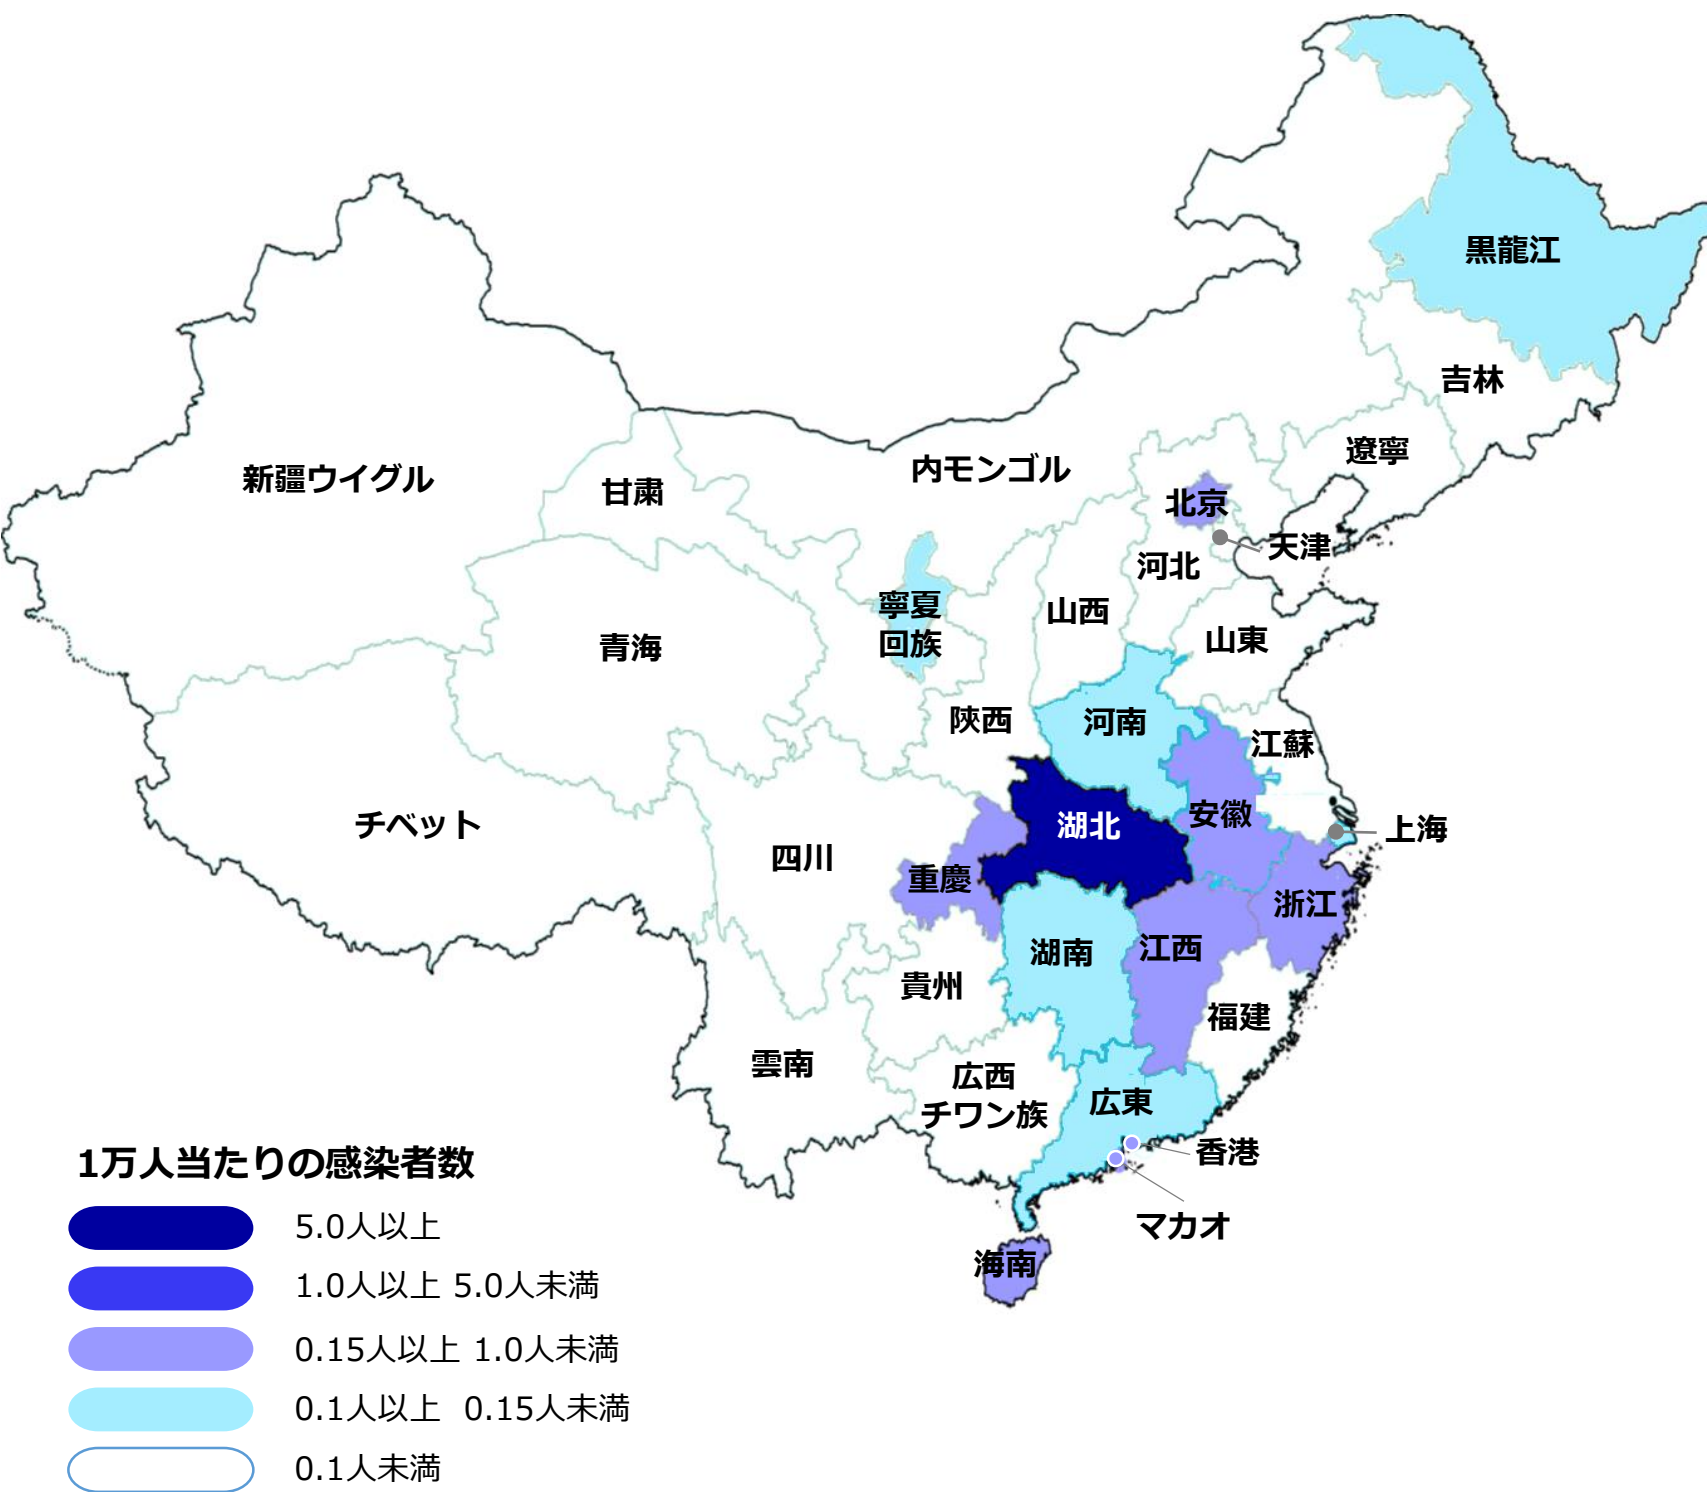 黒龍江
吉林
遼寧
内モンゴル
新疆ウイグル
甘粛
北京
天津
河北
寧夏
回族
山西
山東
青海
陝西
河南
江蘇
チベット
四川
重慶
湖北
安徽
上海
浙江
湖南
江西
貴州
福建
雲南
広西
チワン族
広東
香港
マカオ
海南
1万人当たりの感染者数
5.0人以上
1.0人以上 5.0人未満
0.15人以上 1.0人未満
0.1人以上 0.15人未満
0.1人未満